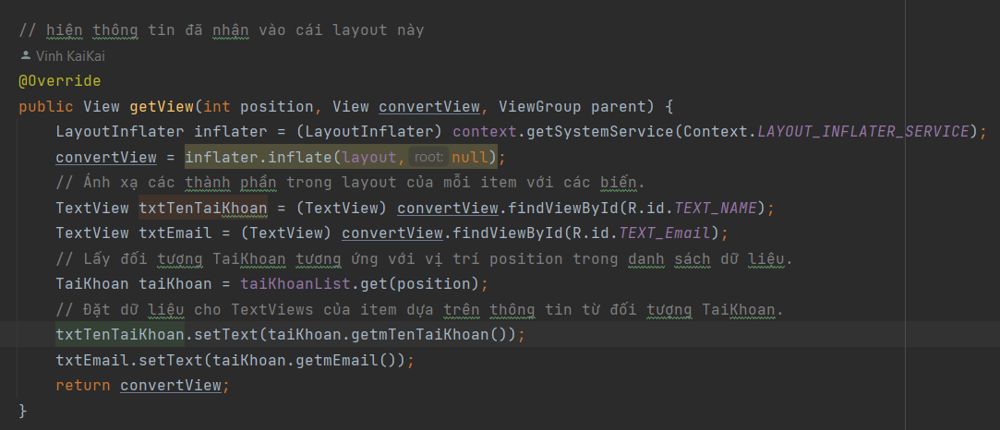 // hiện thông tin đã nhận vào cái layout này
Vinh KaiKai
@Override
public View getView(int position, View convertView, ViewGroup parent) {
LayoutInflater inflater = (LayoutInflater) context.getSystemService(Context.LAYOUT_INFLATER_SERVICE);
convertView = inflater.inflate(layout, root: null);
// Ánh xạ các thành phần trong layout của mỗi item với các biến.
TextView txtTenTaiKhoan = (TextView) convertView.findViewById(R.id.TEXT_NAME);
TextView txtEmail = (TextView) convertView.findViewById(R.id.TEXT_Email);
// Lấy đối tượng TaiKhoan tương ứng với vị trí position trong danh sách dữ liệu.
TaiKhoan taiKhoan = taiKhoanList.get(position);
// Đặt dữ liệu cho TextViews của item dựa trên thông tin từ đối tượng TaiKhoan.
txtTenTaiKhoan.setText(taiKhoan.getmTenTaiKhoan());
txtEmail.setText(taiKhoan.getmEmail());
return convertView;
}